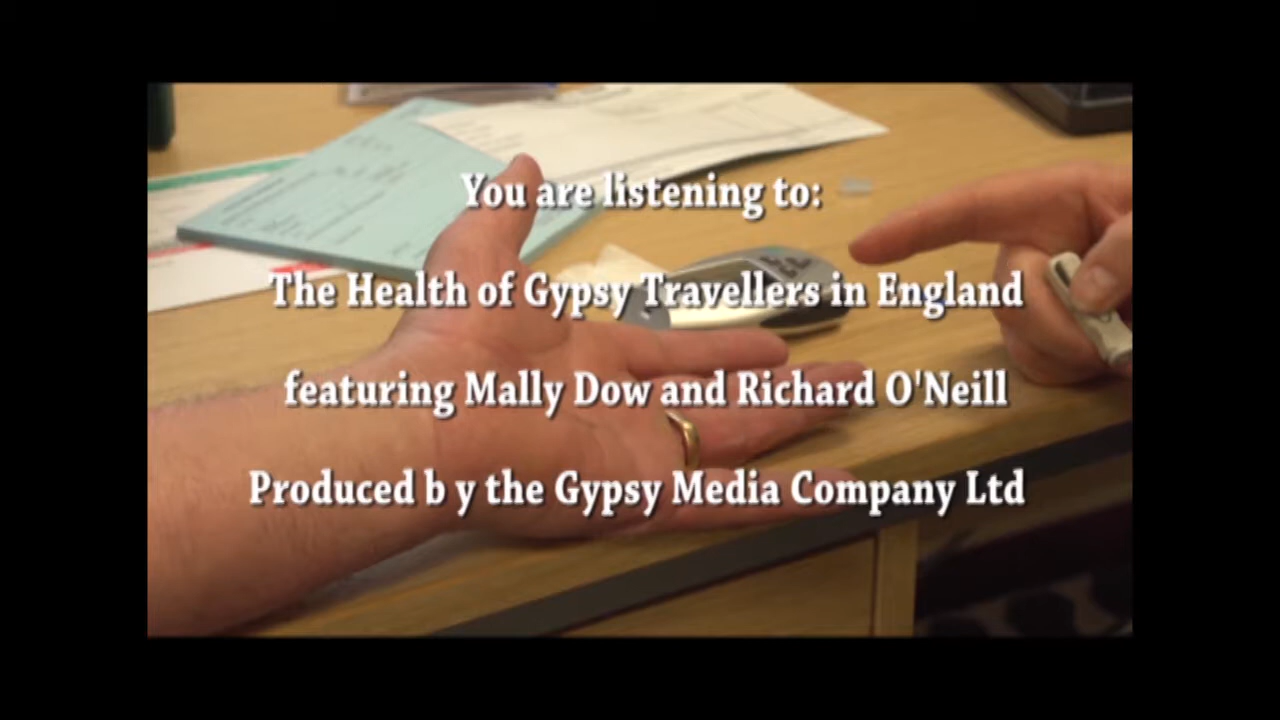 You are listening to:
The Health of Gypsy Travellers in England
featuring Mally Dow and Richard O'Neill
Produced b y the Gypsy Media Company Ltd